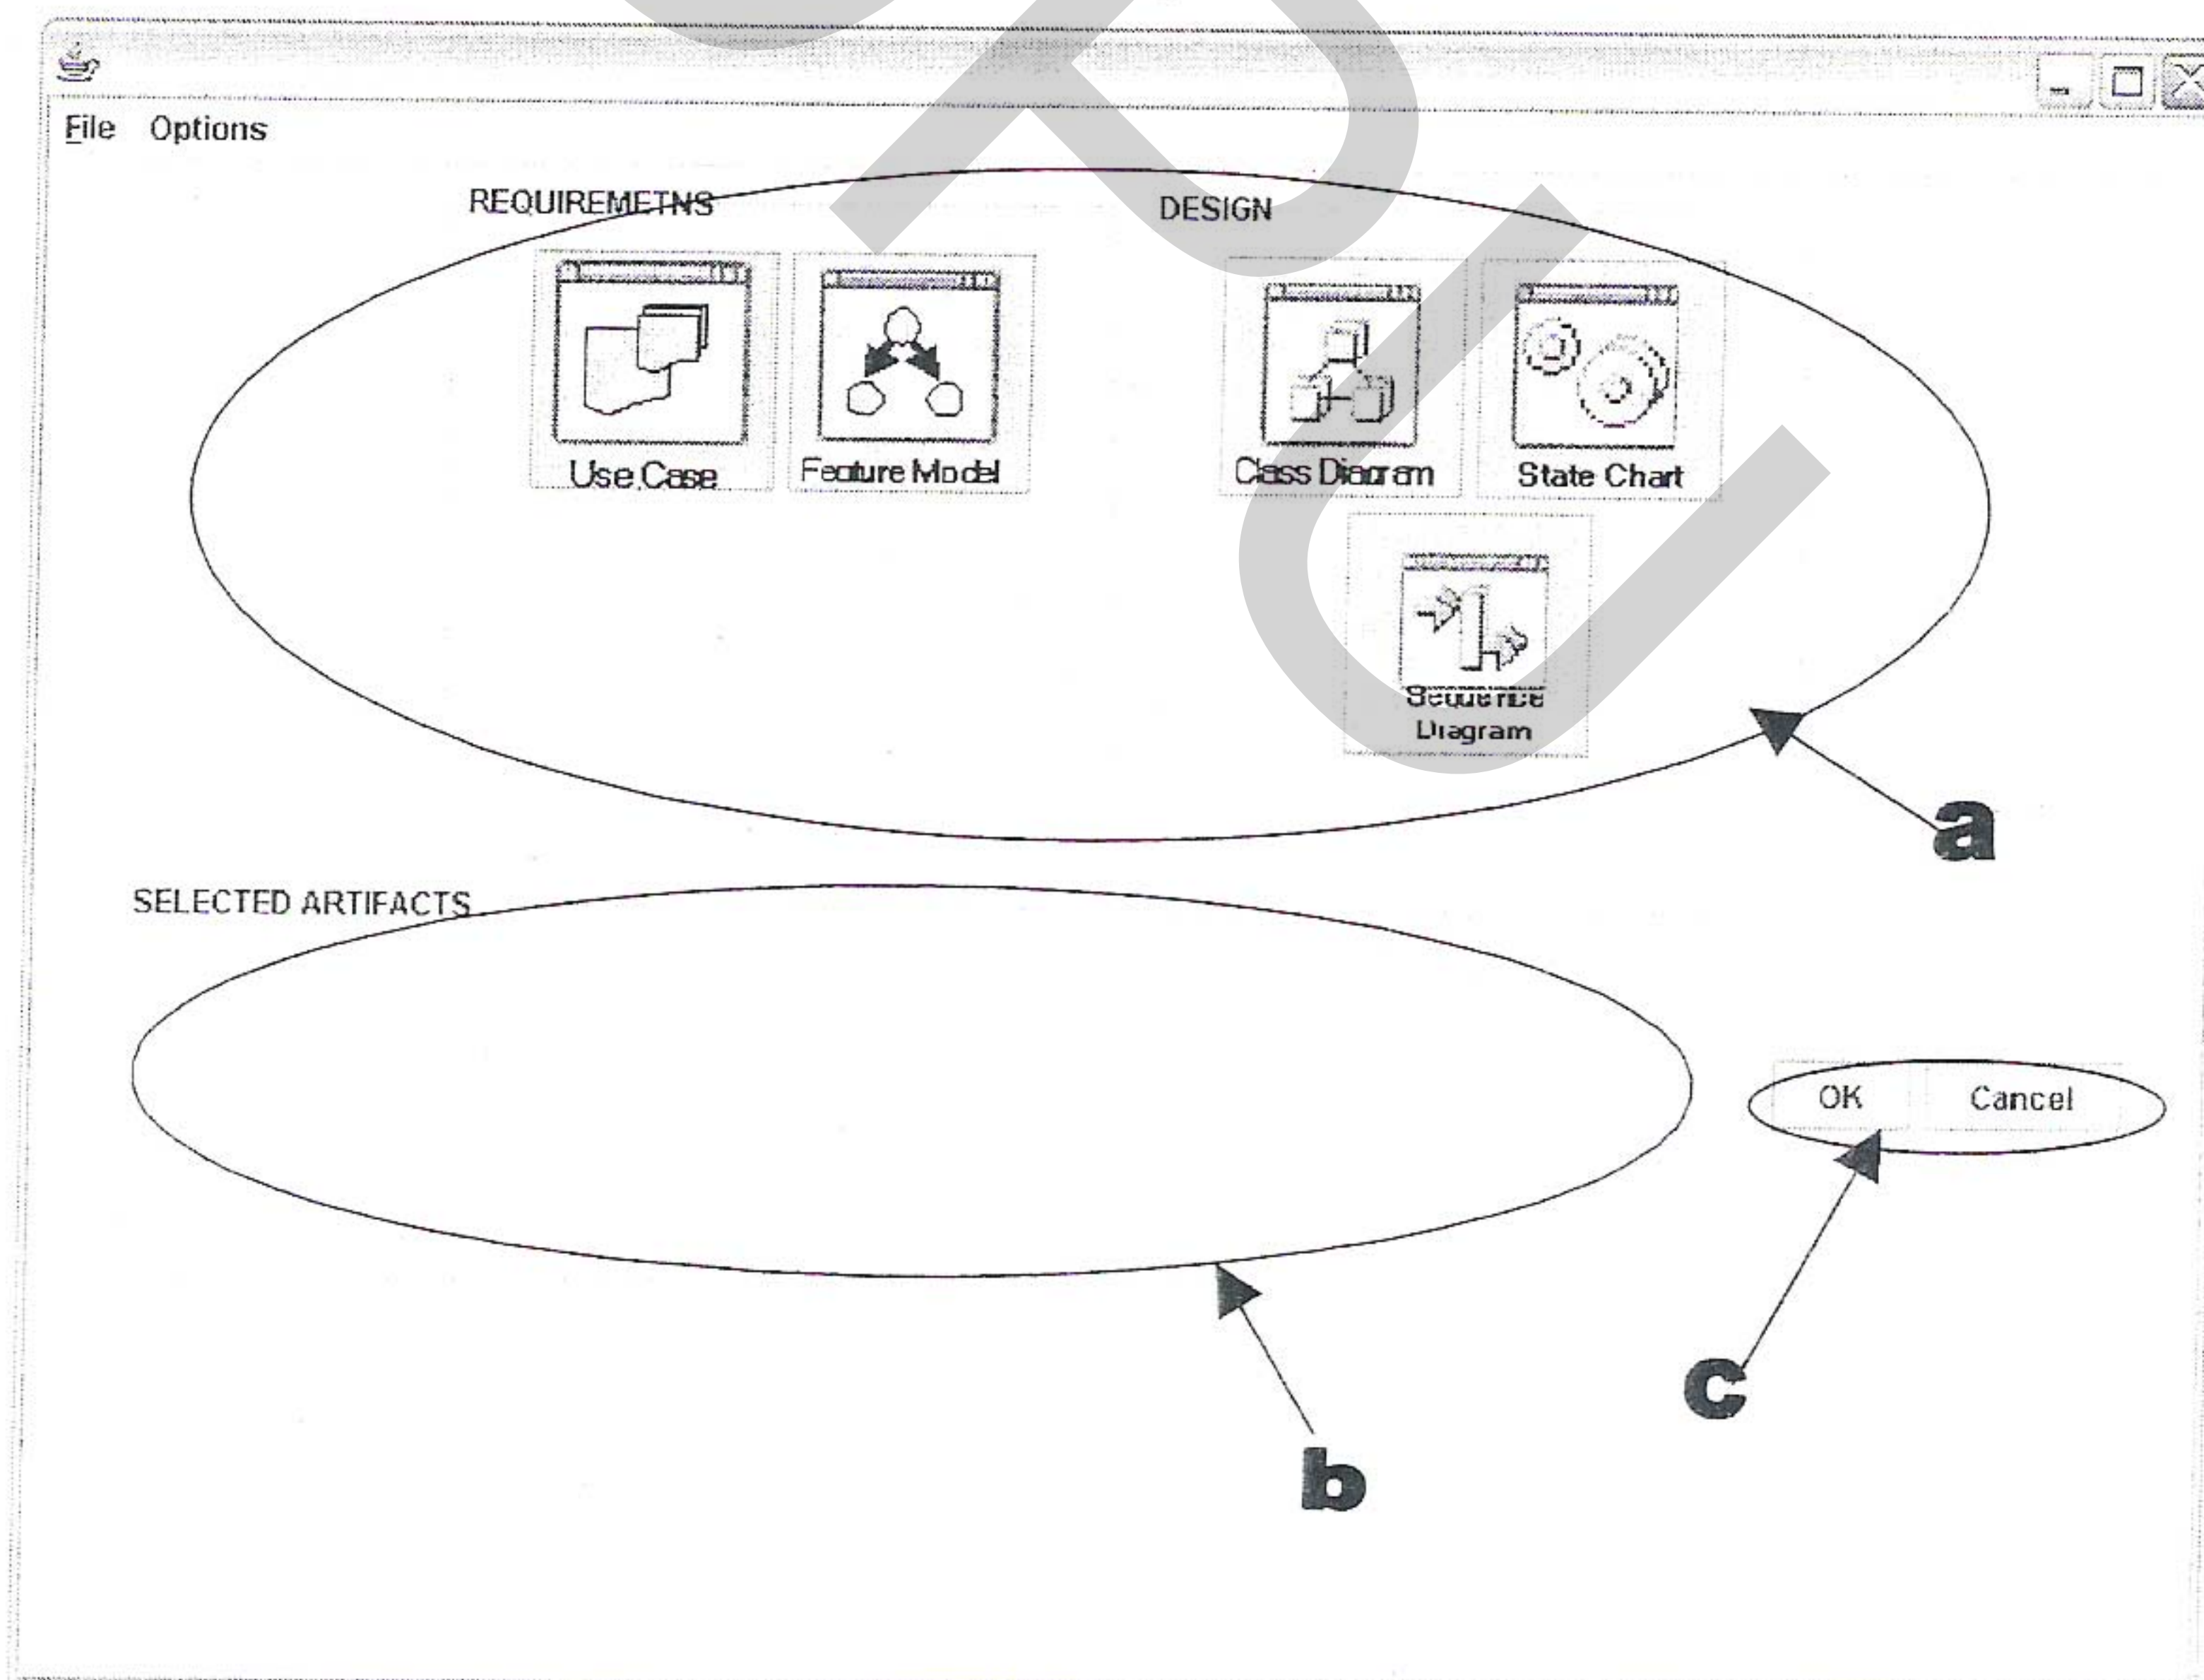 File Options
REQUIREMETNS DESIGN
Use Case Feature Model Class Diagram State Chart
Sequence
Diagram
a
SELECTED ARTIFACTS
OK Cancel
c
b